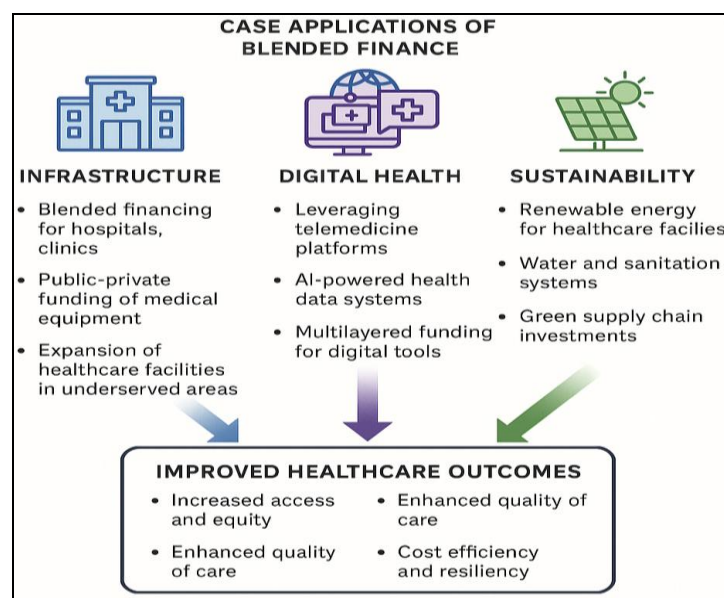 CASE APPLICATIONS OF
BLENDED FINANCE
INFRASTRUCTURE
• Blended financing
for hospitals,
clinics
• Public-private
funding of medical
equipment
• Expansion of
healthcare facilities
in underserved areas
DIGITAL HEALTH
• Leveraging
telemedicine
platforms
• AI-powered health
data systems
• Multilayered funding
for digital tools
SUSTAINABILITY
• Renewable energy
for healthcare facilies
• Water and sanitation
systems
• Green supply chain
investments
IMPROVED HEALTHCARE OUTCOMES
• Increased access
and equity
• Enhanced quality
of care
• Enhanced quality of
care
• Cost efficiency
and resiliency